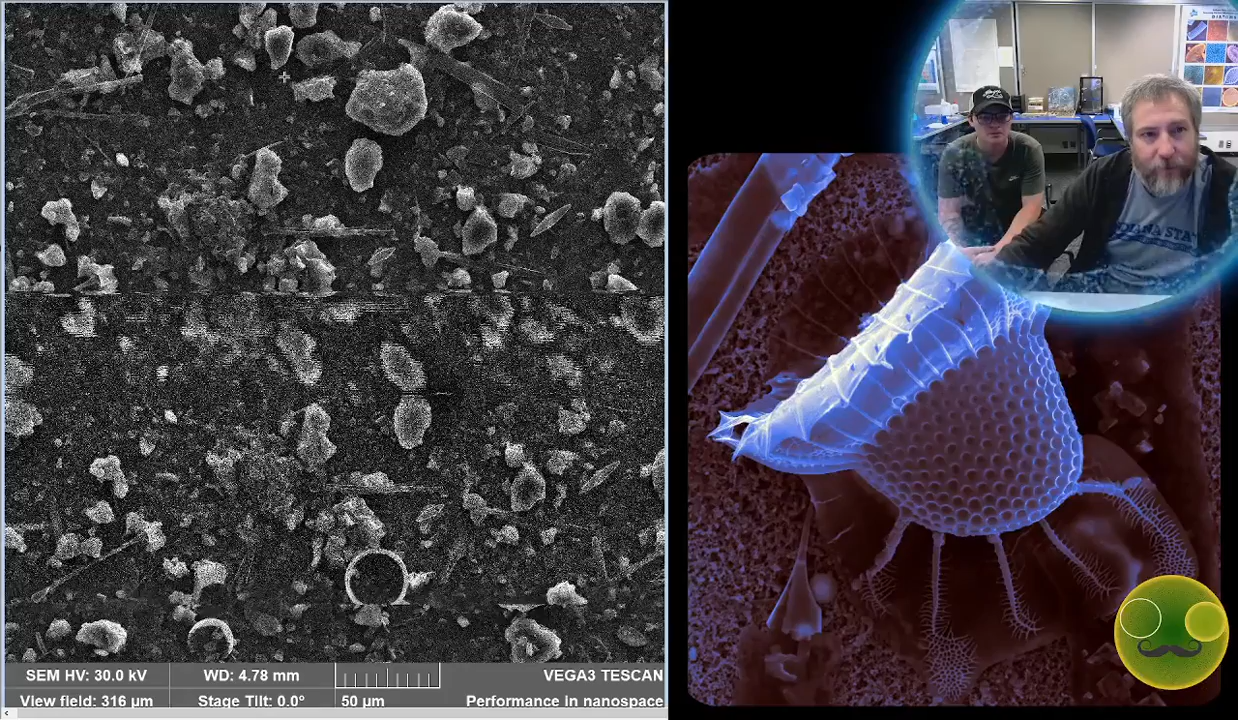 SEM HV: 30.0 kV
WD: 4.78 mm
VEGA3 TESCAN
View field: 316 µm
Stage Tilt: 0.0°
50 µm
Performance in nanospace